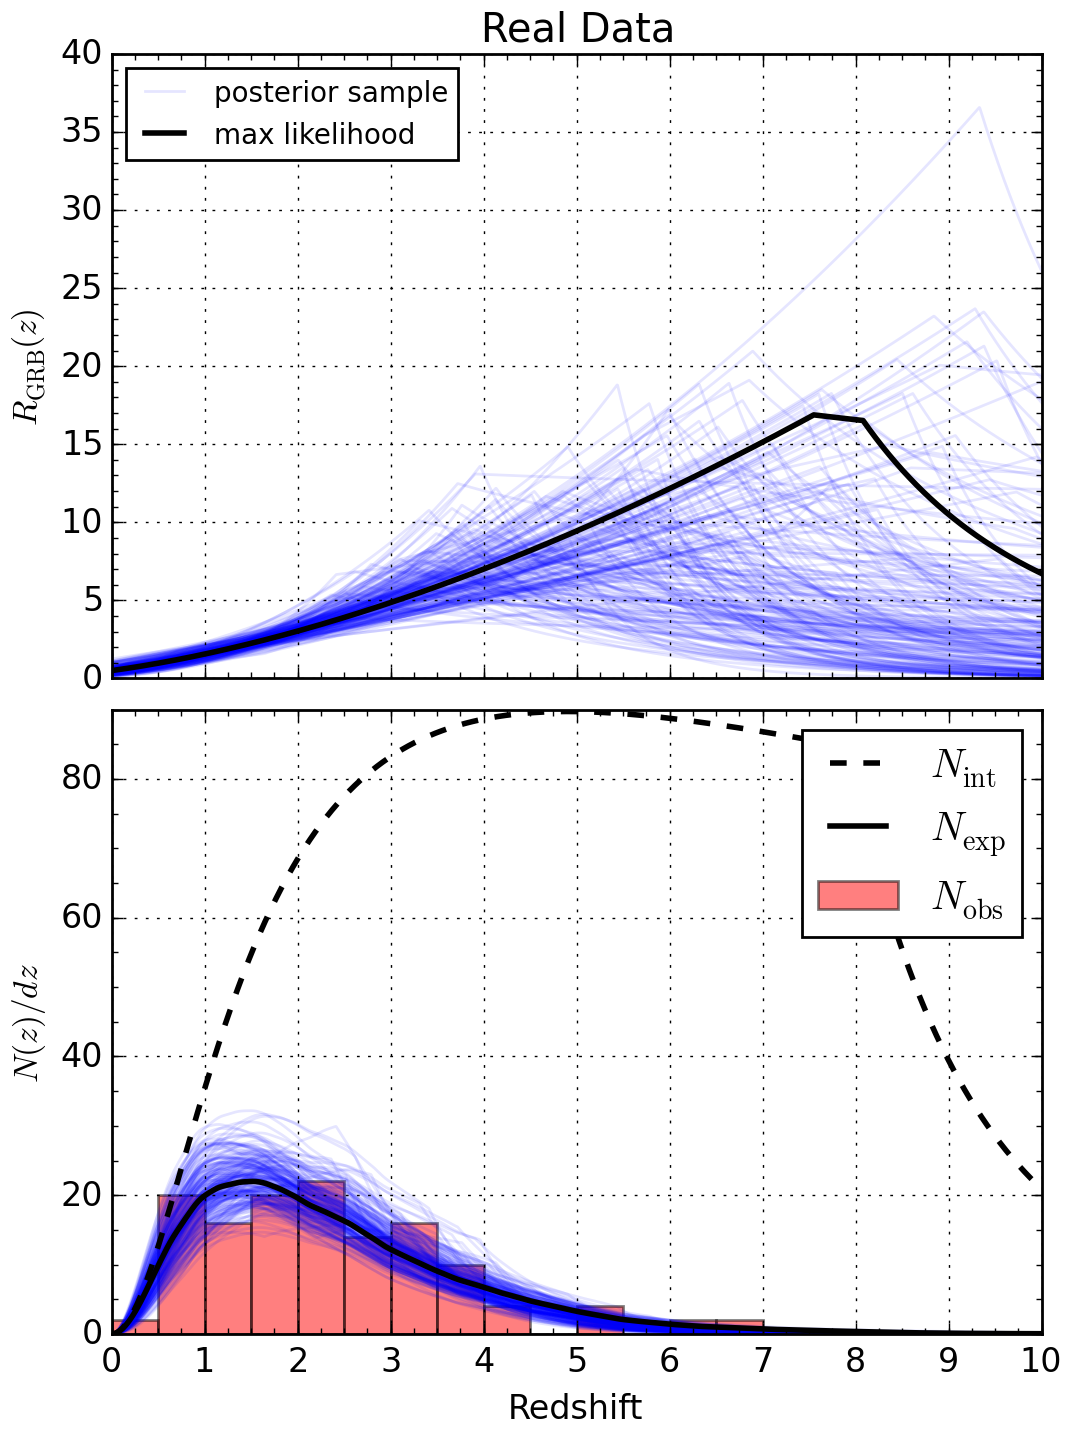 Real Data
posterior sample
max likelihood
40
35
30
25
20
15
10
5
0
R_GRB(z)
N_int
N_exp
N_obs
80
60
40
20
0
N(z)/dz
0 1 2 3 4 5 6 7 8 9 10
Redshift